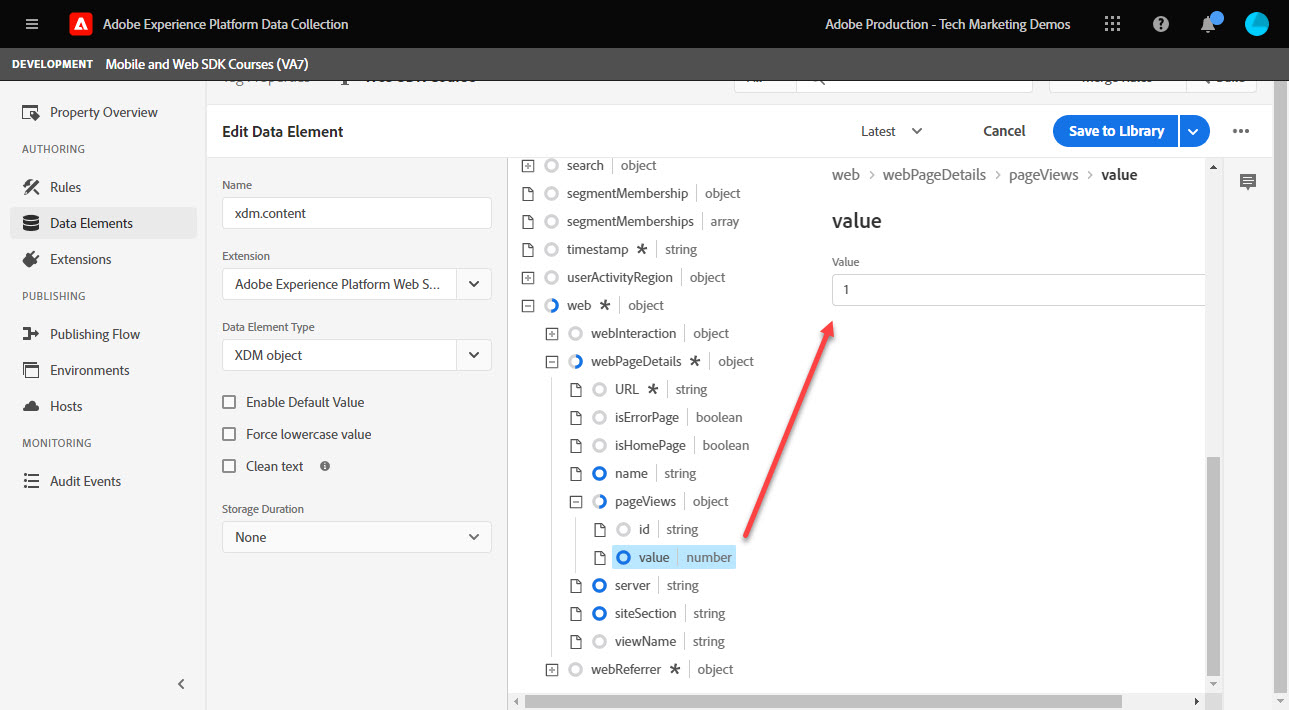 Adobe Experience Platform Data Collection
Adobe Production - Tech Marketing Demos
DEVELOPMENT Mobile and Web SDK Courses (VA7)
Property Overview
AUTHORING
Rules
Data Elements
Extensions
PUBLISHING
Publishing Flow
Environments
Hosts
MONITORING
Audit Events
Edit Data Element
Latest
Cancel
Save to Library
Name
xdm.content
Extension
Adobe Experience Platform Web S...
Data Element Type
XDM object
Enable Default Value
Force lowercase value
Clean text
Storage Duration
None
search object
segmentMembership object
segmentMemberships array
timestamp * string
userActivityRegion object
web * object
webInteraction object
webPageDetails * object
URL * string
isErrorPage boolean
isHomePage boolean
name string
pageViews object
id string
value number
server string
siteSection string
viewName string
webReferrer * object
web > webPageDetails > pageViews > value
value
Value
1